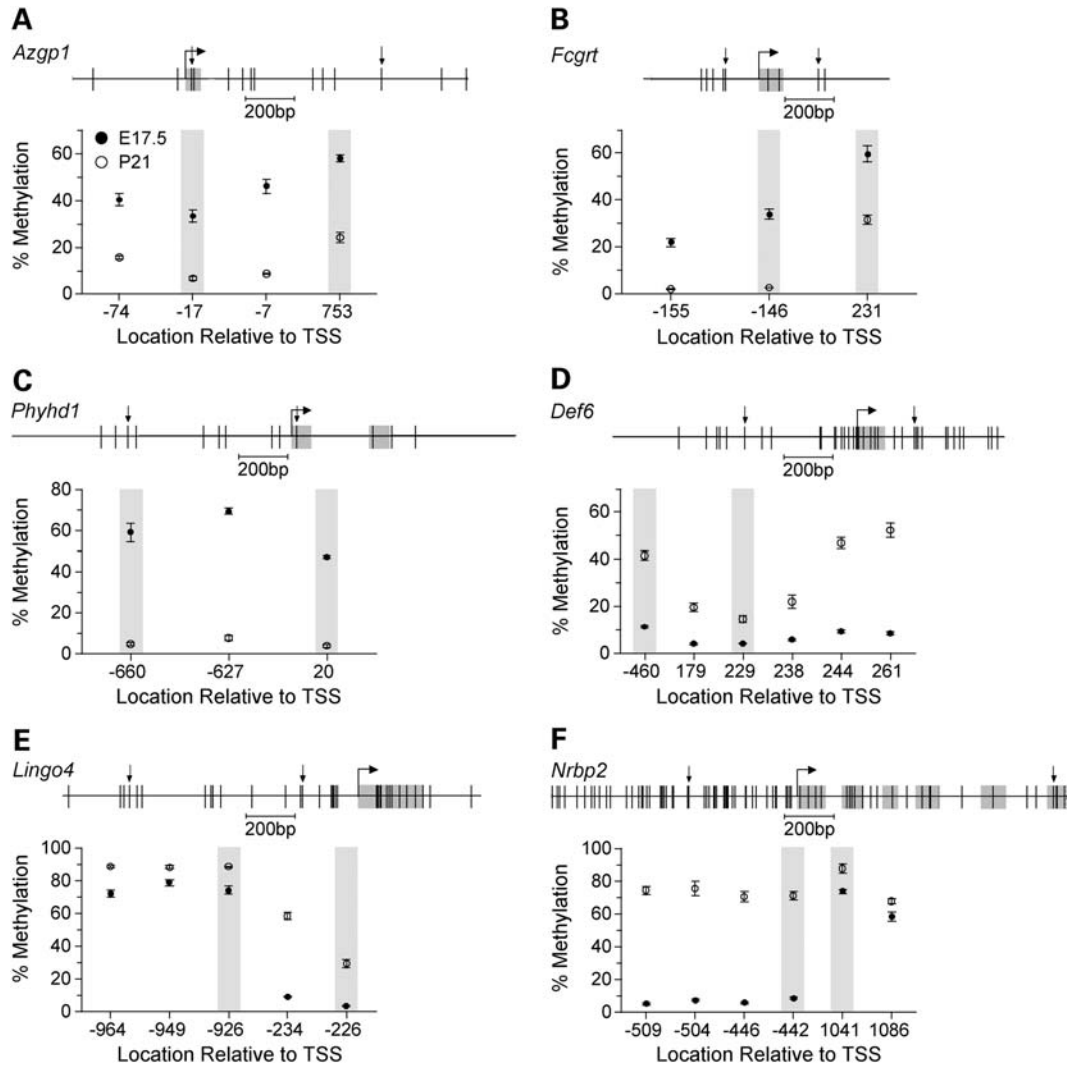 A
Azgp1
200bp
E17.5
P21
% Methylation
60
40
20
0
-74 -17 -7 753
Location Relative to TSS
B
Fcgrt
200bp
% Methylation
60
40
20
0
-155 -146 231
Location Relative to TSS
C
Phyhd1
200bp
% Methylation
80
60
40
20
0
-660 -627 20
Location Relative to TSS
D
Def6
200bp
% Methylation
60
40
20
0
-460 179 229 238 244 261
Location Relative to TSS
E
Lingo4
200bp
% Methylation
100
80
60
40
20
0
-964 -949 -926 -234 -226
Location Relative to TSS
F
Nrbp2
200bp
% Methylation
100
80
60
40
20
0
-509 -504 -446 -442 1041 1086
Location Relative to TSS